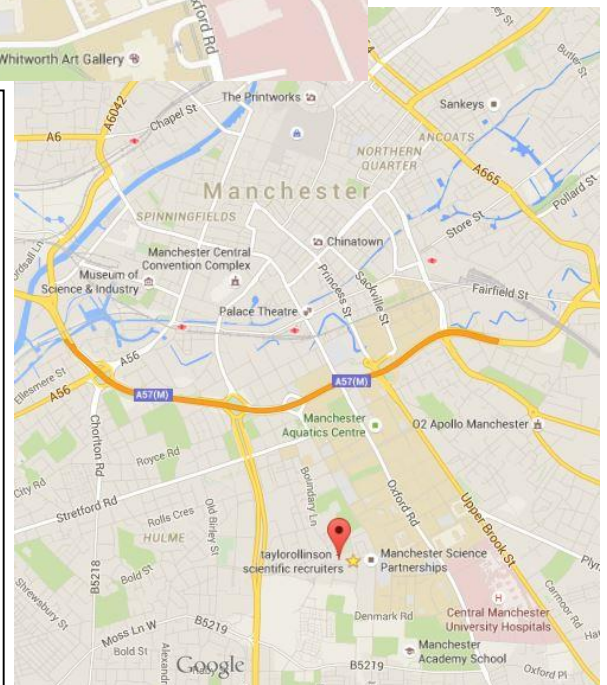 xford Rd
Whitworth Art Gallery
The Printworks
Sankeys
Butler St
A6042
Chapel St
A6
ANCOATS
NORTHERN
QUARTER
A665
Pollard St
Manchester
SPINNINGFIELDS
Store St
Chinatown
Manchester Central
Convention Complex
Museum of
Science & Industry
Princess St
Sackville St
Fairfield St
Palace Theatre
A56
Ellesmere St
A56
A57(M)
A57(M)
Manchester
Aquatics Centre
O2 Apollo Manchester
Chorlton Rd
Royce Rd
City Rd
Stretford Rd
Boundary Ln
Oxford Rd
Upper Brook St
Rolls Cres
Old Birley St
HULME
taylorollinson
scientific recruiters
Manchester Science
Partnerships
Bold St
B5218
Shrewsbury St
Central Manchester
University Hospitals
H
Carmoor Rd
Denmark Rd
Moss Ln W
B5219
Bold St
Manchester
Academy School
B5219
Oxford Pl
Google